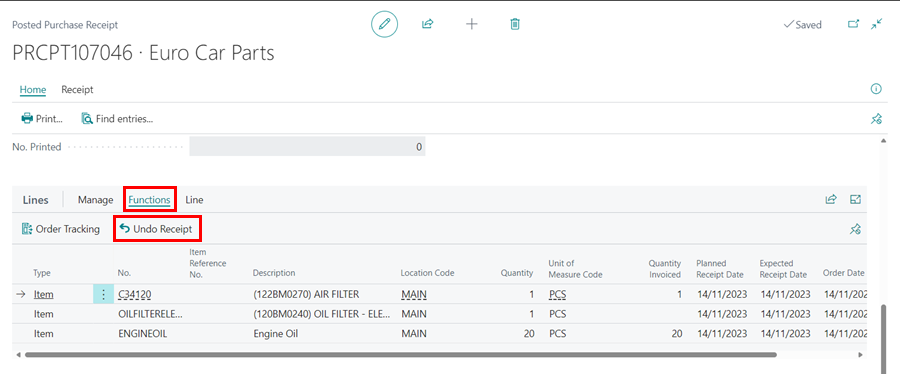 Posted Purchase Receipt
Saved
PRCPT107046 · Euro Car Parts
Home Receipt
Print... Find entries...
No. Printed 0
Lines Manage Functions Line
Order Tracking Undo Receipt
Type No. Item Reference No. Description Location Code Quantity Unit of Measure Code Quantity Invoiced Planned Receipt Date Expected Receipt Date Order Date
Item C34120 (122BM0270) AIR FILTER MAIN 1 PCS 1 14/11/2023 14/11/2023 14/11/202
Item OILFILTERELE... (120BM0240) OIL FILTER - ELE... MAIN 1 PCS 14/11/2023 14/11/2023 14/11/202
Item ENGINEOIL Engine Oil MAIN 20 PCS 20 14/11/2023 14/11/2023 14/11/202